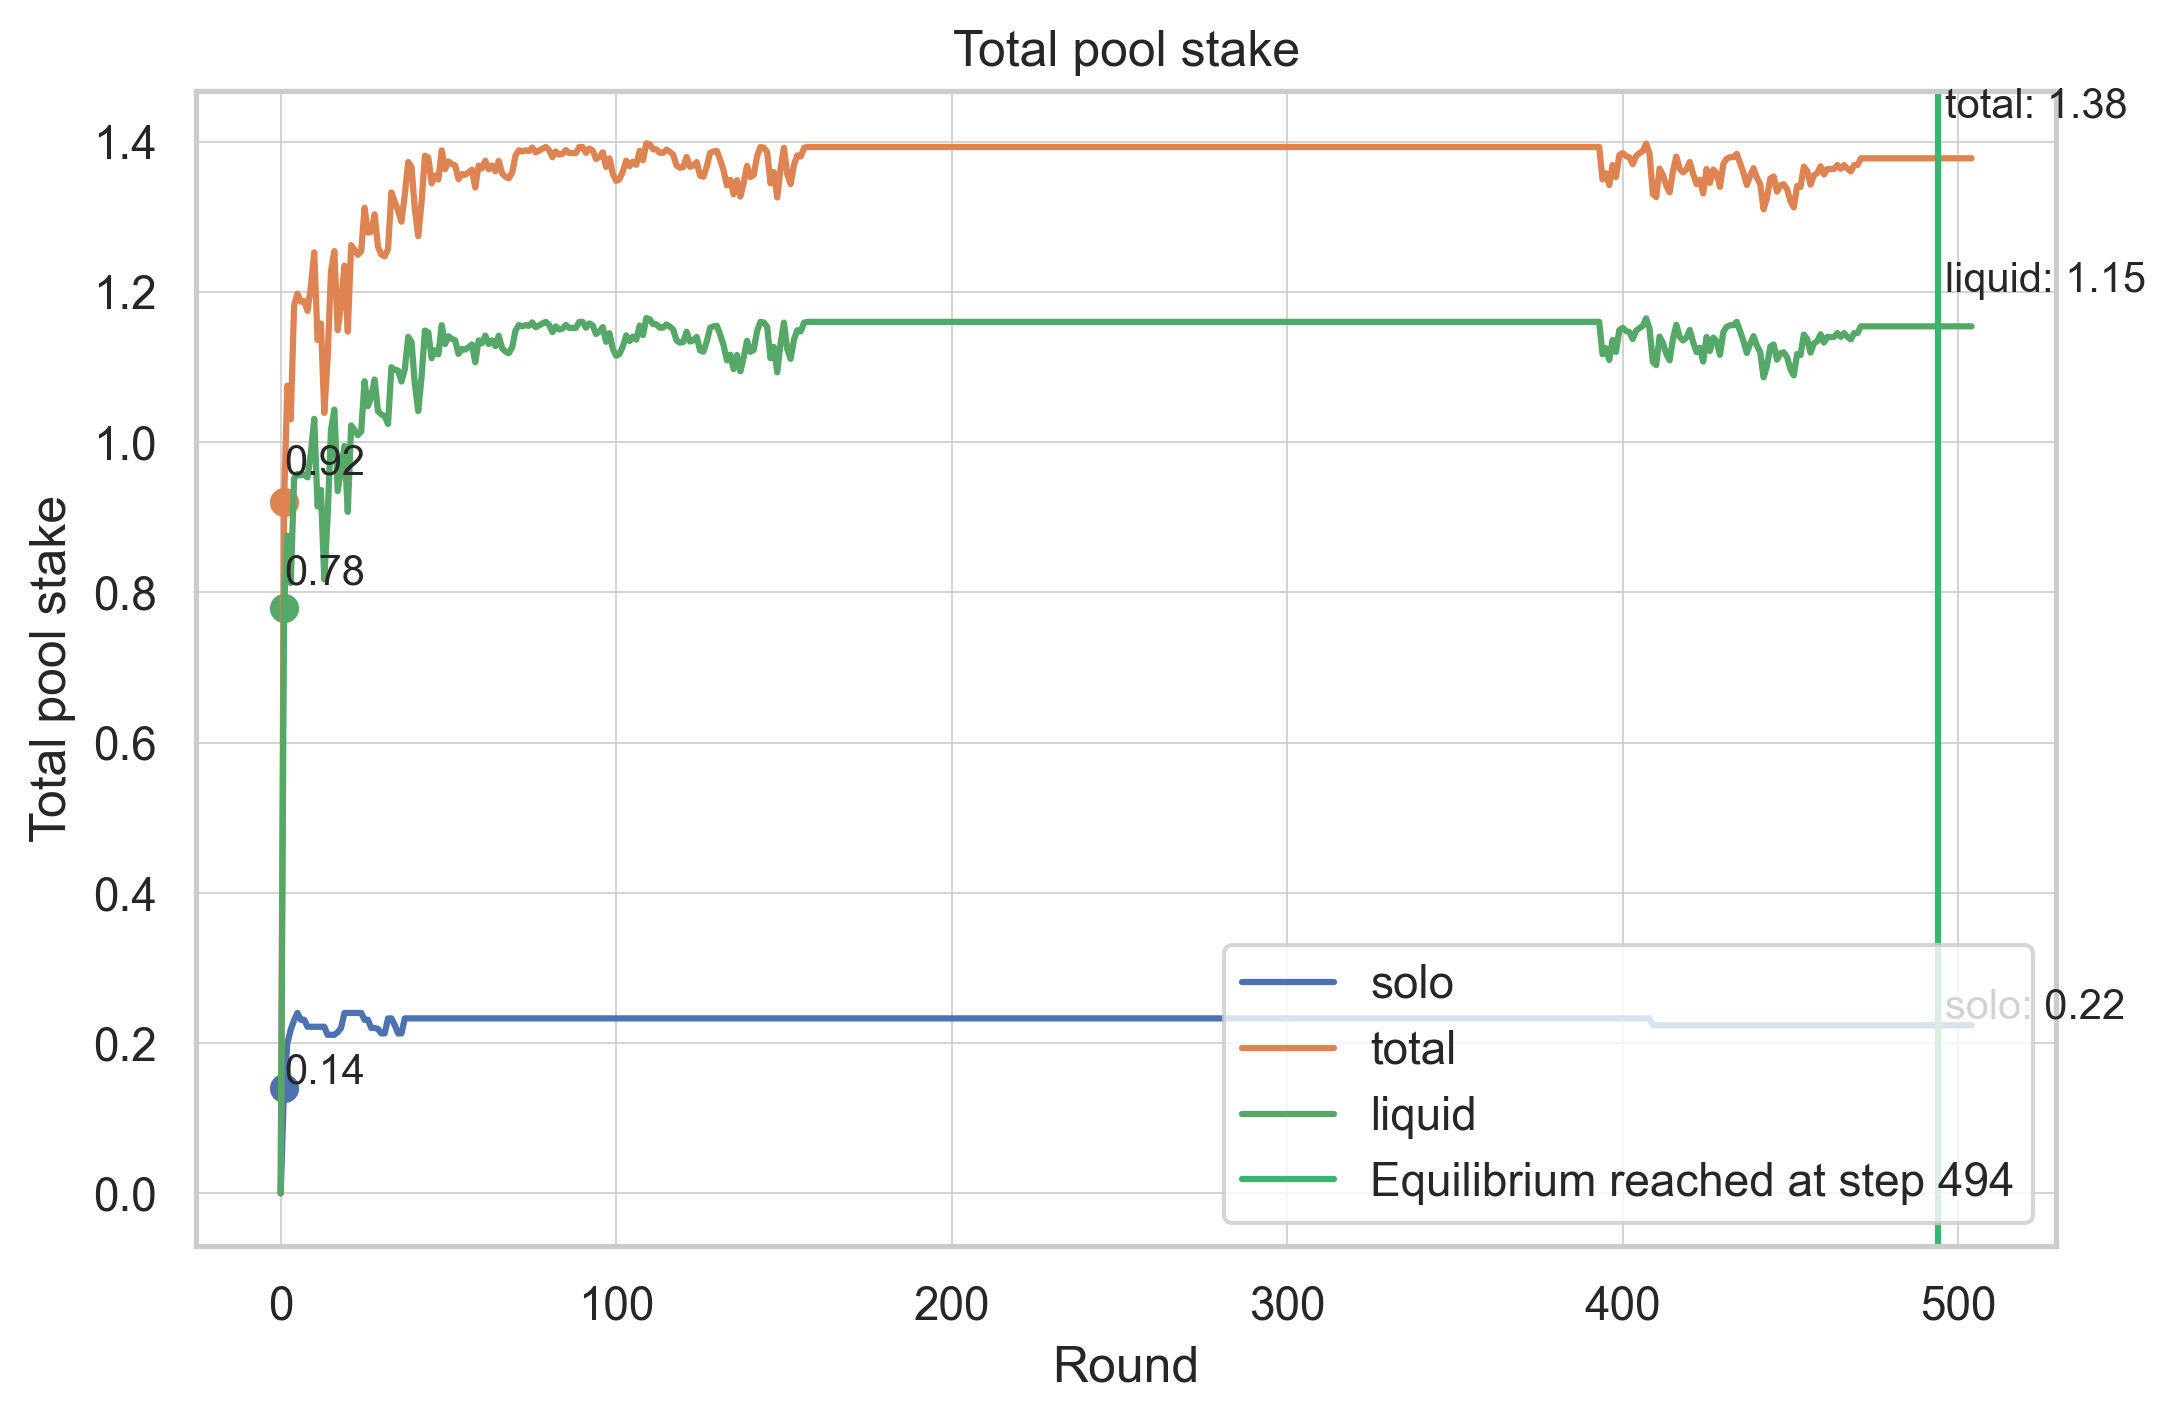 Total pool stake
total: 1.38
1.4
liquid: 1.15
1.2
1.0
0.92
0.78
0.8
Total pool stake
0.6
0.4
solo
solo: 0.22
0.2
total
0.14
liquid
Equilibrium reached at step 494
0.0
0
100
200
300
400
500
Round